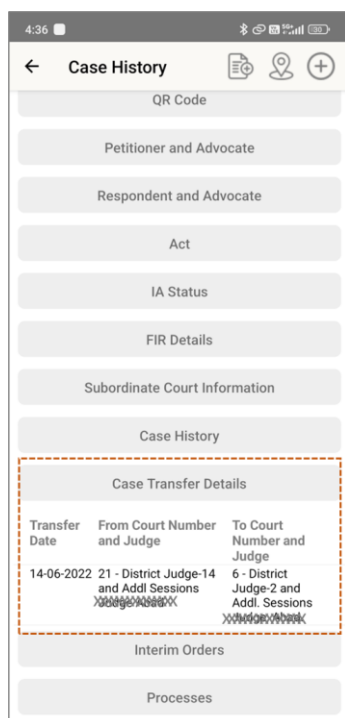 4:36
Case History
QR Code
Petitioner and Advocate
Respondent and Advocate
Act
IA Status
FIR Details
Subordinate Court Information
Case History
Case Transfer Details
Transfer Date
From Court Number and Judge
To Court Number and Judge
14-06-2022
21 - District Judge-14
and Addl Sessions
6 - District
Judge-2 and
Addl. Sessions
Interim Orders
Processes